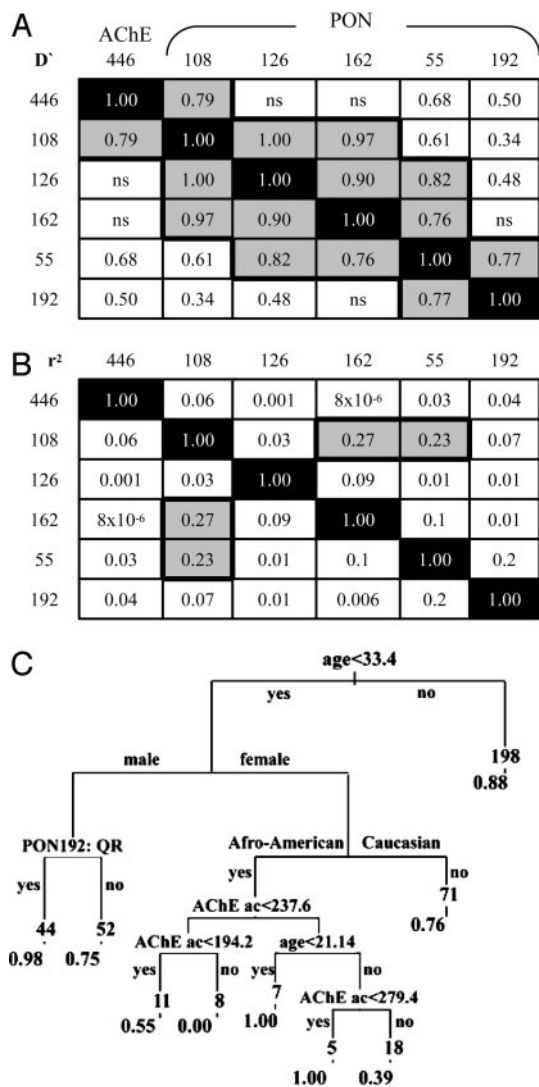 A
AChE PON
D` 446 108 126 162 55 192
446 1.00 0.79 ns ns 0.68 0.50
108 0.79 1.00 1.00 0.97 0.61 0.34
126 ns 1.00 1.00 0.90 0.82 0.48
162 ns 0.97 0.90 1.00 0.76 ns
55 0.68 0.61 0.82 0.76 1.00 0.77
192 0.50 0.34 0.48 ns 0.77 1.00
B r² 446 108 126 162 55 192
446 1.00 0.06 0.001 8x10⁻⁶ 0.03 0.04
108 0.06 1.00 0.03 0.27 0.23 0.07
126 0.001 0.03 1.00 0.09 0.01 0.01
162 8x10⁻⁶ 0.27 0.09 1.00 0.1 0.01
55 0.03 0.23 0.01 0.1 1.00 0.2
192 0.04 0.07 0.01 0.006 0.2 1.00
C
age<33.4
yes no
male female
198
0.88
PON192: QR
Afro-American Caucasian
yes no
yes no
44 52
0.98 0.75
71
0.76
AChE ac<237.6
AChE ac<194.2 age<21.14
yes no yes no
11 8 7
0.55 0.00 1.00
AChE ac<279.4
yes no
5 18
1.00 0.39